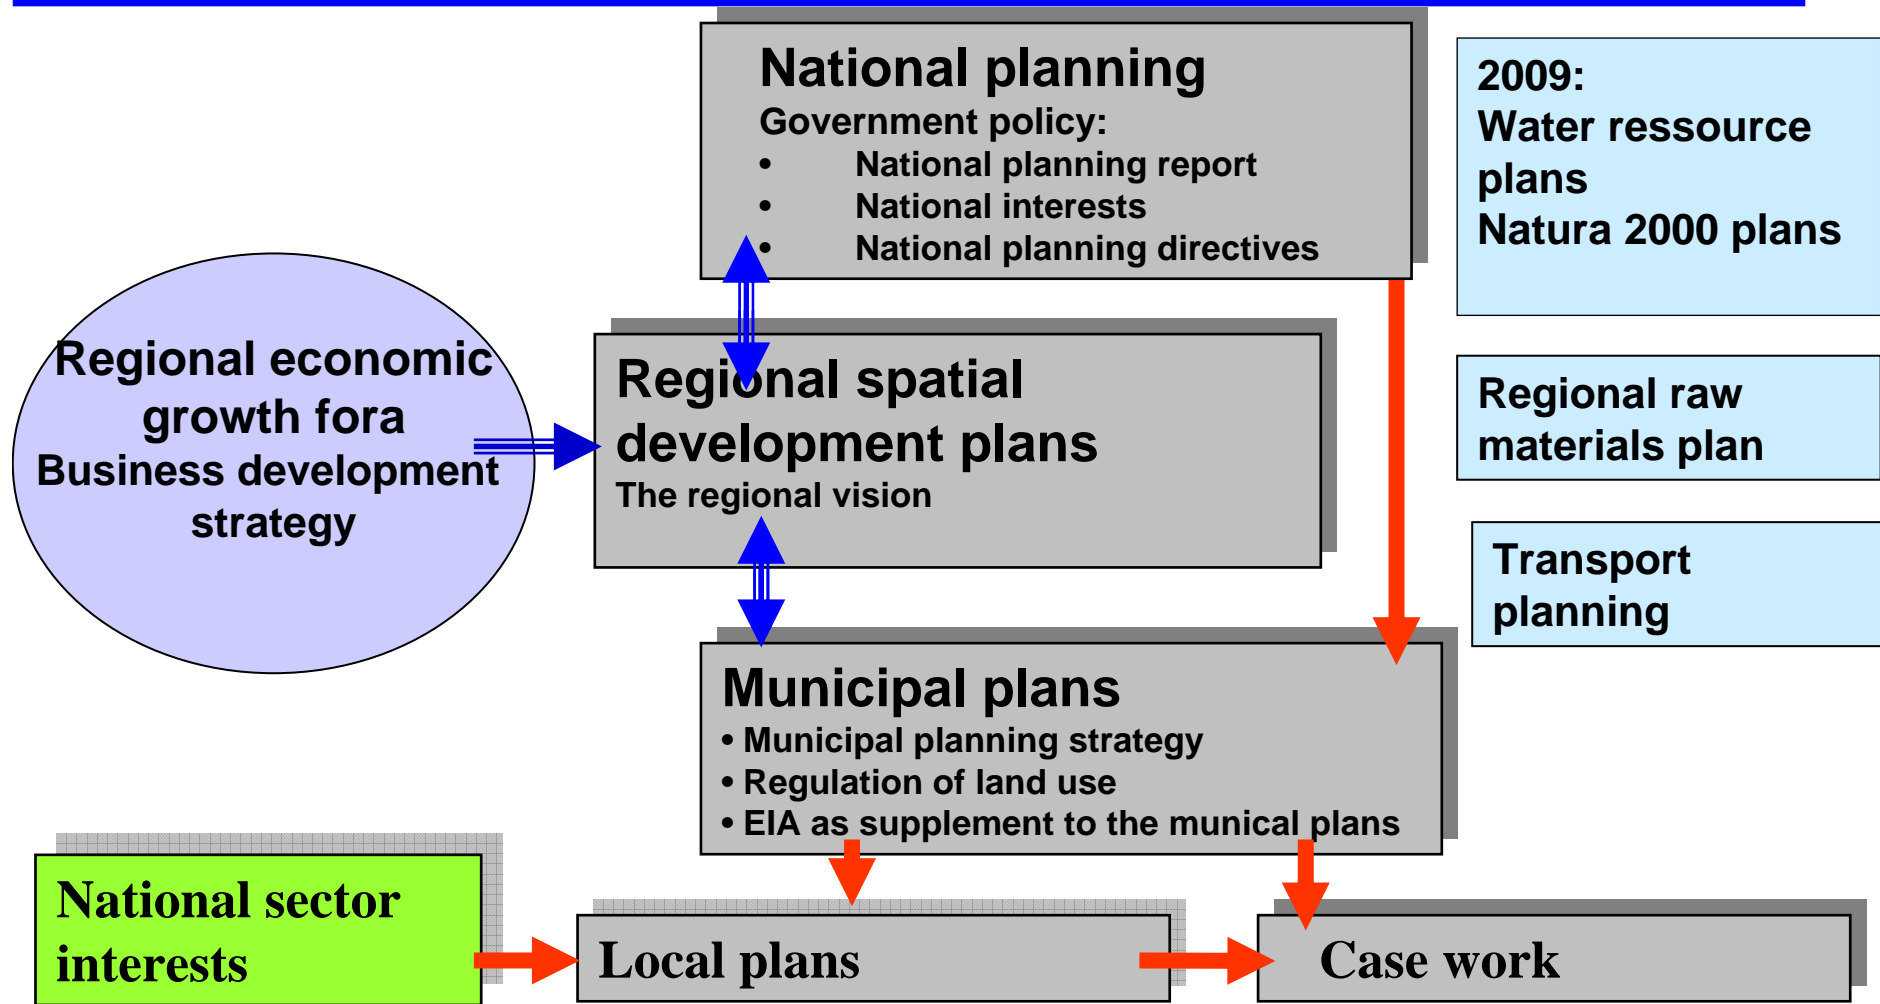 National planning
Government policy:
• National planning report
• National interests
• National planning directives
2009:
Water ressource
plans
Natura 2000 plans
Regional economic
growth fora
Business development
strategy
Regional spatial
development plans
The regional vision
Regional raw
materials plan
Transport
planning
Municipal plans
• Municipal planning strategy
• Regulation of land use
• EIA as supplement to the munical plans
National sector
interests
Local plans
Case work